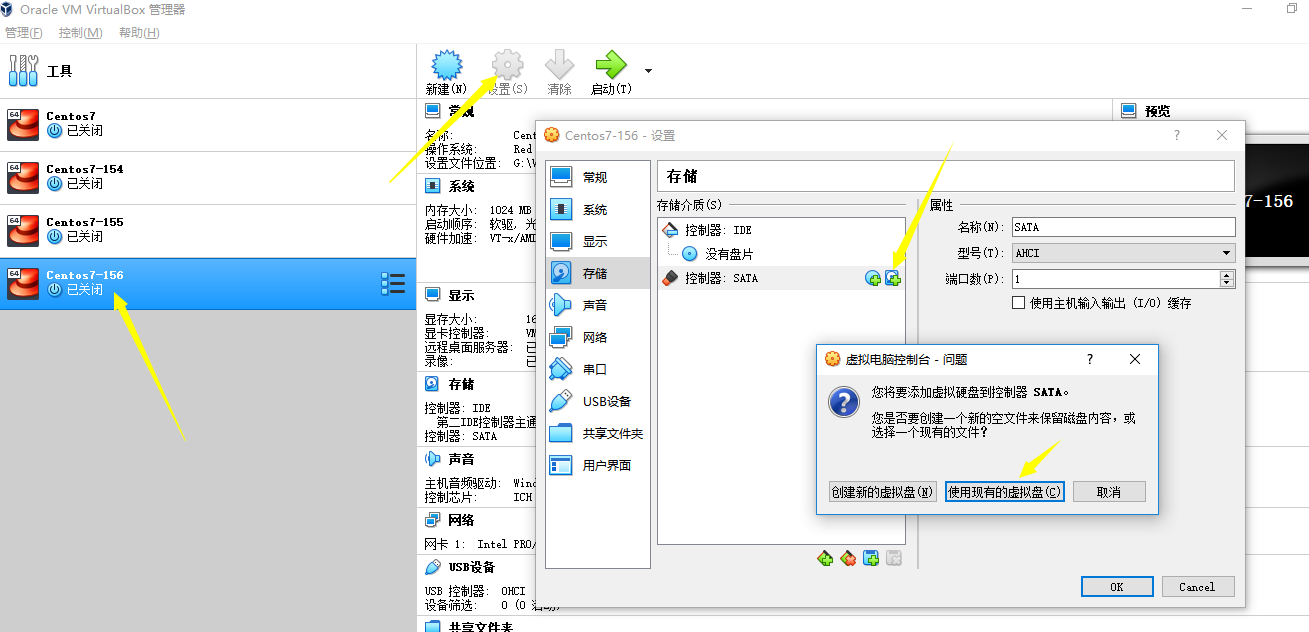 Oracle VM VirtualBox 管理器
管理(F) 控制(M) 帮助(H)
工具
64 Centos7
已关闭
64 Centos7-154
已关闭
64 Centos7-155
已关闭
64 Centos7-156
已关闭
新建(N) 设置(S) 清除 启动(T)
常规
名称: Cent
操作系统: Red
设置文件位置: G:\V
系统
内存大小: 1024 MB
启动顺序: 软驱, 光
硬件加速: VT-x/AMD
显示
显存大小: 16
显卡控制器: VM
远程桌面服务器: 已
录像: 已
存储
控制器: IDE
第二IDE控制器主通
控制器: SATA
声音
主机音频驱动: Wind
控制芯片: ICH
网络
网卡 1: Intel PRO/
USB设备
USB 控制器: OHCI
设备筛选: 0 (0 活动)
共享文件夹
预览
7-156
Centos7-156 - 设置
?
常规
系统
显示
存储
声音
网络
串口
USB设备
共享文件夹
用户界面
存储
存储介质(S)
控制器: IDE
没有盘片
控制器: SATA
属性
名称(N): SATA
型号(T): AHCI
端口数(P): 1
使用主机输入输出 (I/O) 缓存
虚拟电脑控制台 - 问题
?
您将要添加虚拟硬盘到控制器 SATA。
您是否要创建一个新的空文件来保留磁盘内容，或
选择一个现有的文件?
创建新的虚拟盘(N) 使用现有的虚拟盘(C) 取消
OK Cancel